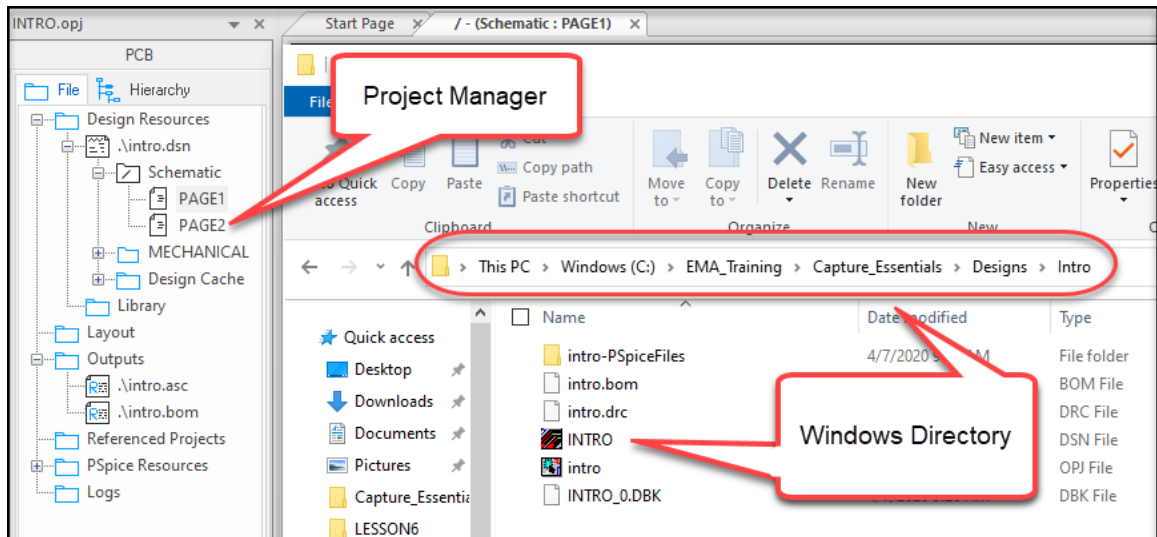 INTRO.opj
PCB
File
Hierarchy
Design Resources
.\intro.dsn
Schematic
PAGE1
PAGE2
MECHANICAL
Design Cache
Library
Layout
Outputs
.\intro.asc
.\intro.bom
Referenced Projects
PSpice Resources
Logs
Start Page
/ - (Schematic : PAGE1)
Project Manager
Quick
access
Copy
Paste
Copy path
Paste shortcut
Clipboard
Move
to
Copy
to
Delete
Rename
Organize
New
folder
New item
Easy access
New
Properties
This PC > Windows (C:) > EMA_Training > Capture_Essentials > Designs > Intro
Quick access
Desktop
Downloads
Documents
Pictures
LESSON6
Name
Date modified
Type
intro-PSpiceFiles
4/7/2020
File folder
intro.bom
BOM File
intro.drc
DRC File
INTRO
DSN File
intro
OPJ File
INTRO_0.DBK
DBK File
Windows Directory